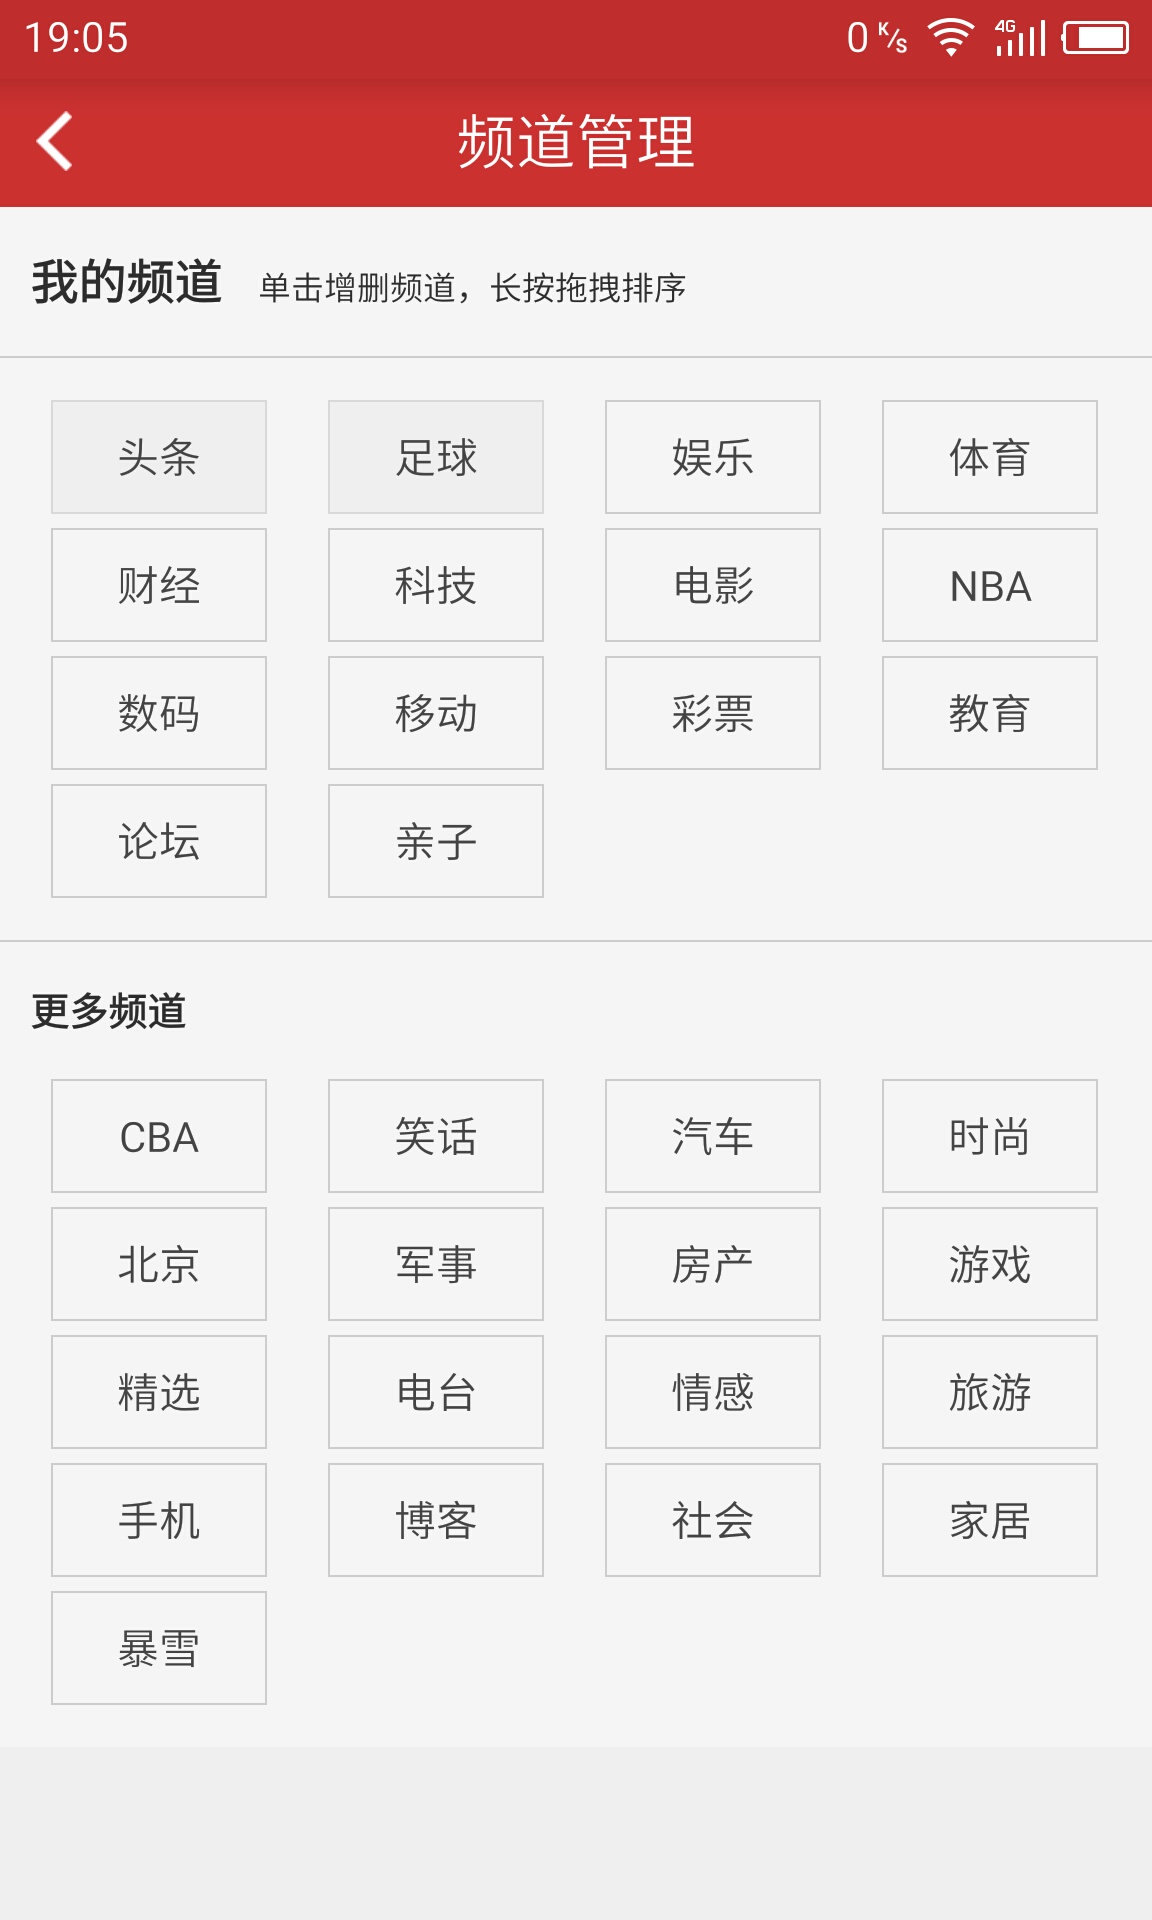 19:05 0 K/s 4G
频道管理
我的频道 单击增删频道，长按拖拽排序
头条 足球 娱乐 体育
财经 科技 电影 NBA
数码 移动 彩票 教育
论坛 亲子
更多频道
CBA 笑话 汽车 时尚
北京 军事 房产 游戏
精选 电台 情感 旅游
手机 博客 社会 家居
暴雪